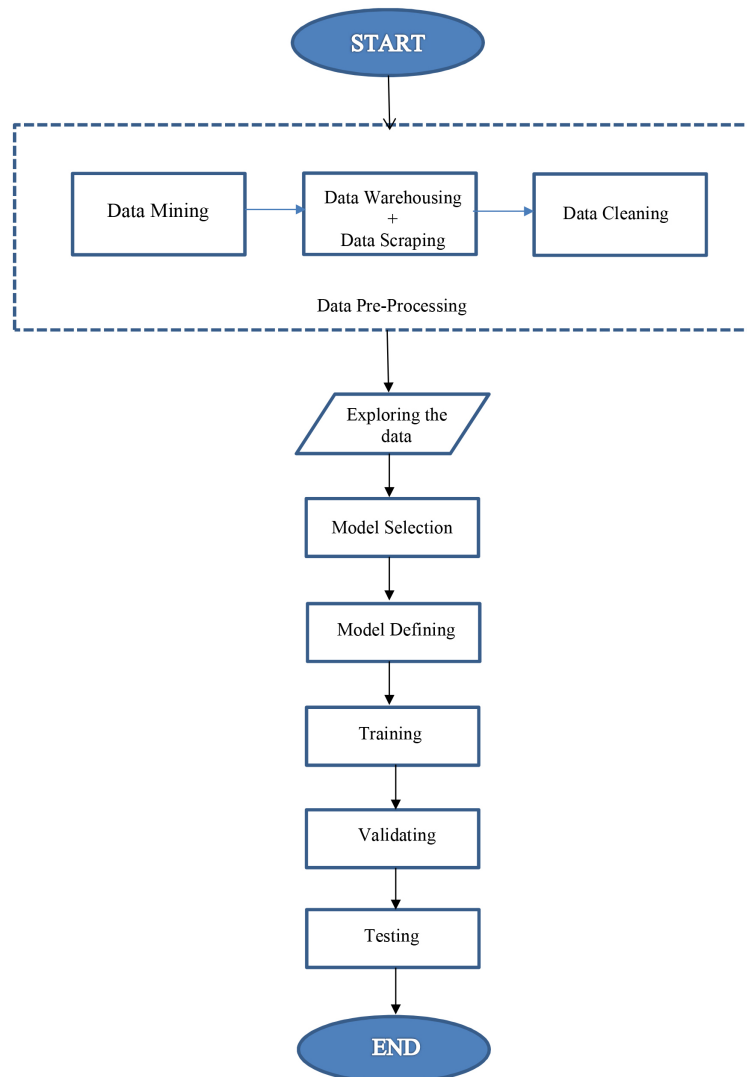 START
Data Mining
Data Warehousing
+
Data Scraping
Data Cleaning
Data Pre-Processing
Exploring the
data
Model Selection
Model Defining
Training
Validating
Testing
END